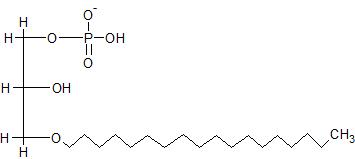 O-
H O P OH
H O
H OH
H O CH3
H